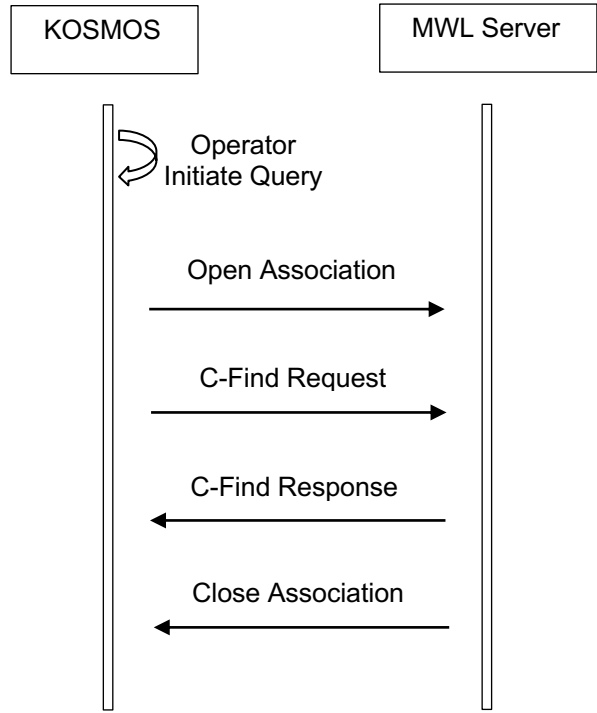 KOSMOS
MWL Server
Operator
Initiate Query
Open Association
C-Find Request
C-Find Response
Close Association